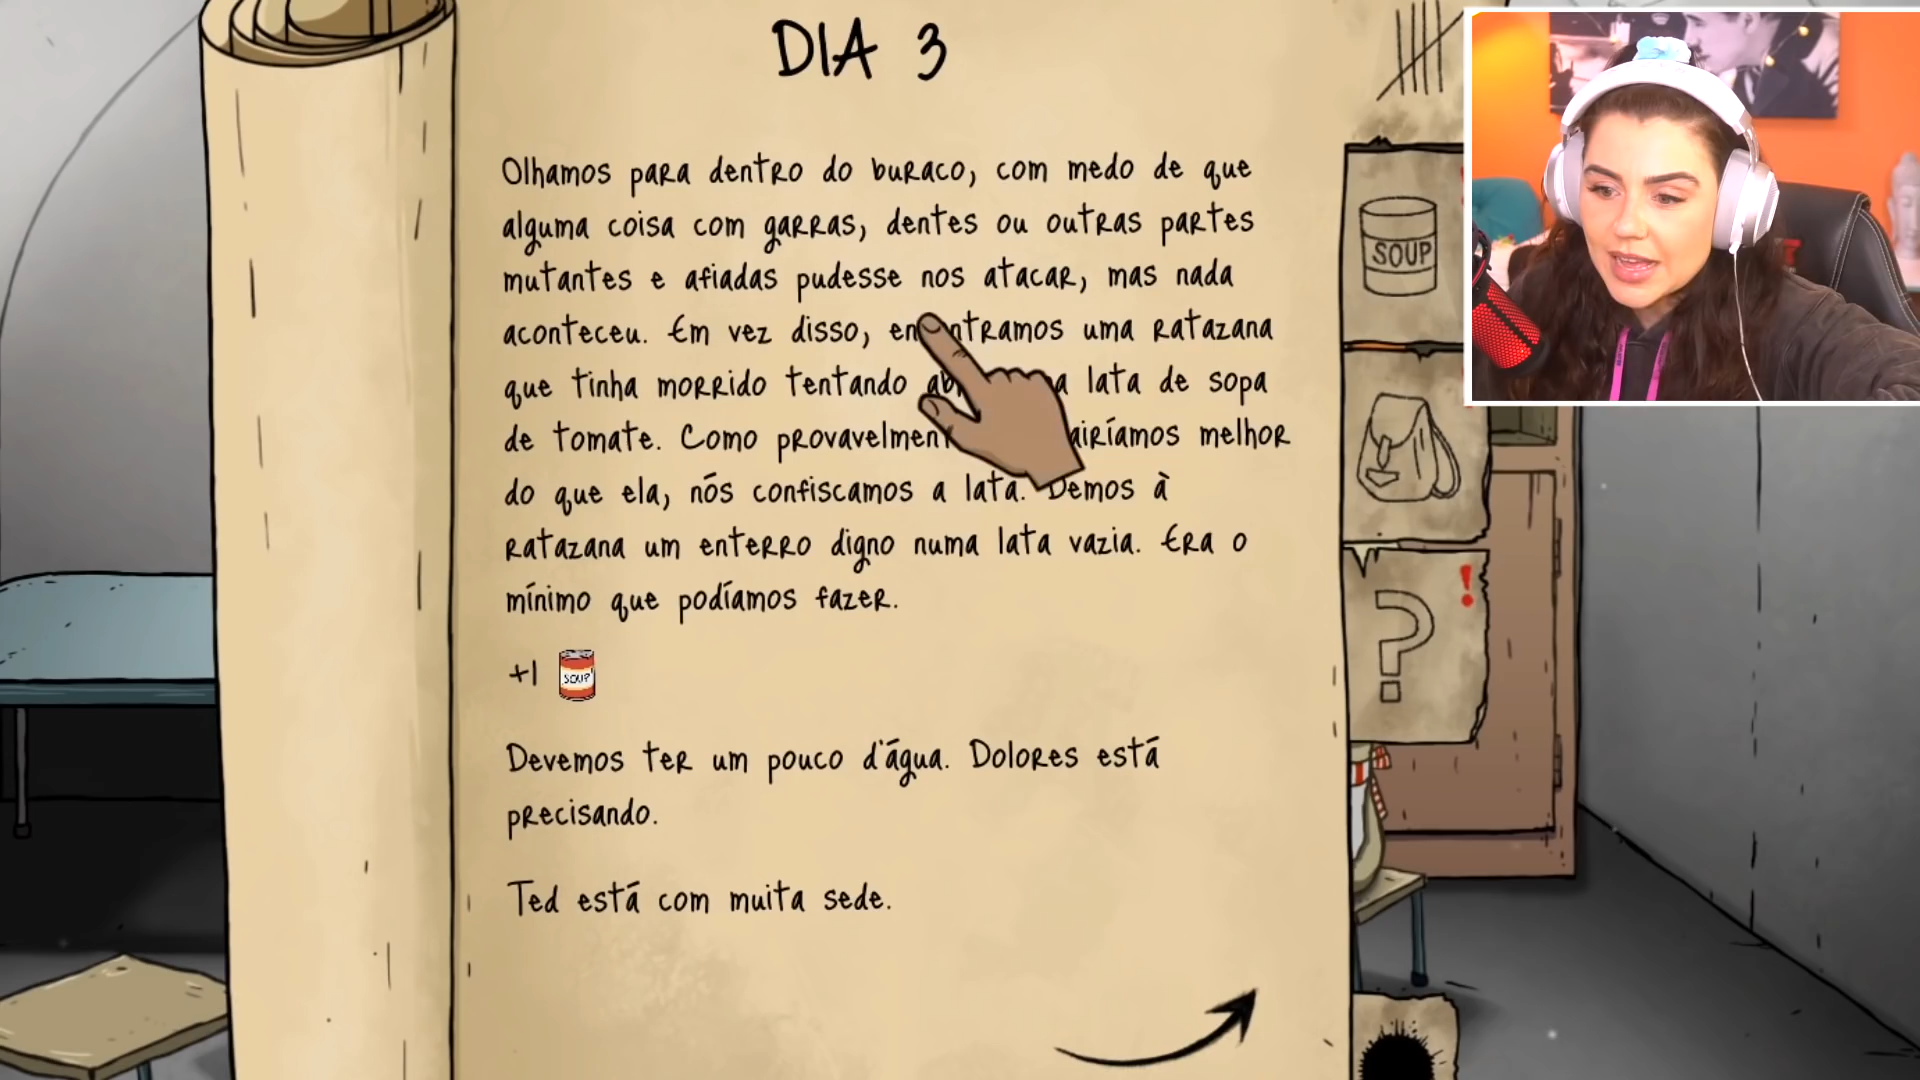 DIA 3
Olhamos para dentro do buraco, com medo de que
alguma coisa com garras, dentes ou outras partes
mutantes e afiadas pudesse nos atacar, mas nada
aconteceu. Em vez disso, uma ratazana
que tinha morrido tentando lata de sopa
de tomate. Como melhor
do que ela, nós confiscamos a lata. Demos à
ratazana um enterro digno numa lata vazia. Era o
mínimo que podíamos fazer.
+1 SOUP
Devemos ter um pouco d'água. Dolores está
precisando.
Ted está com muita sede.
SOUP
?
!